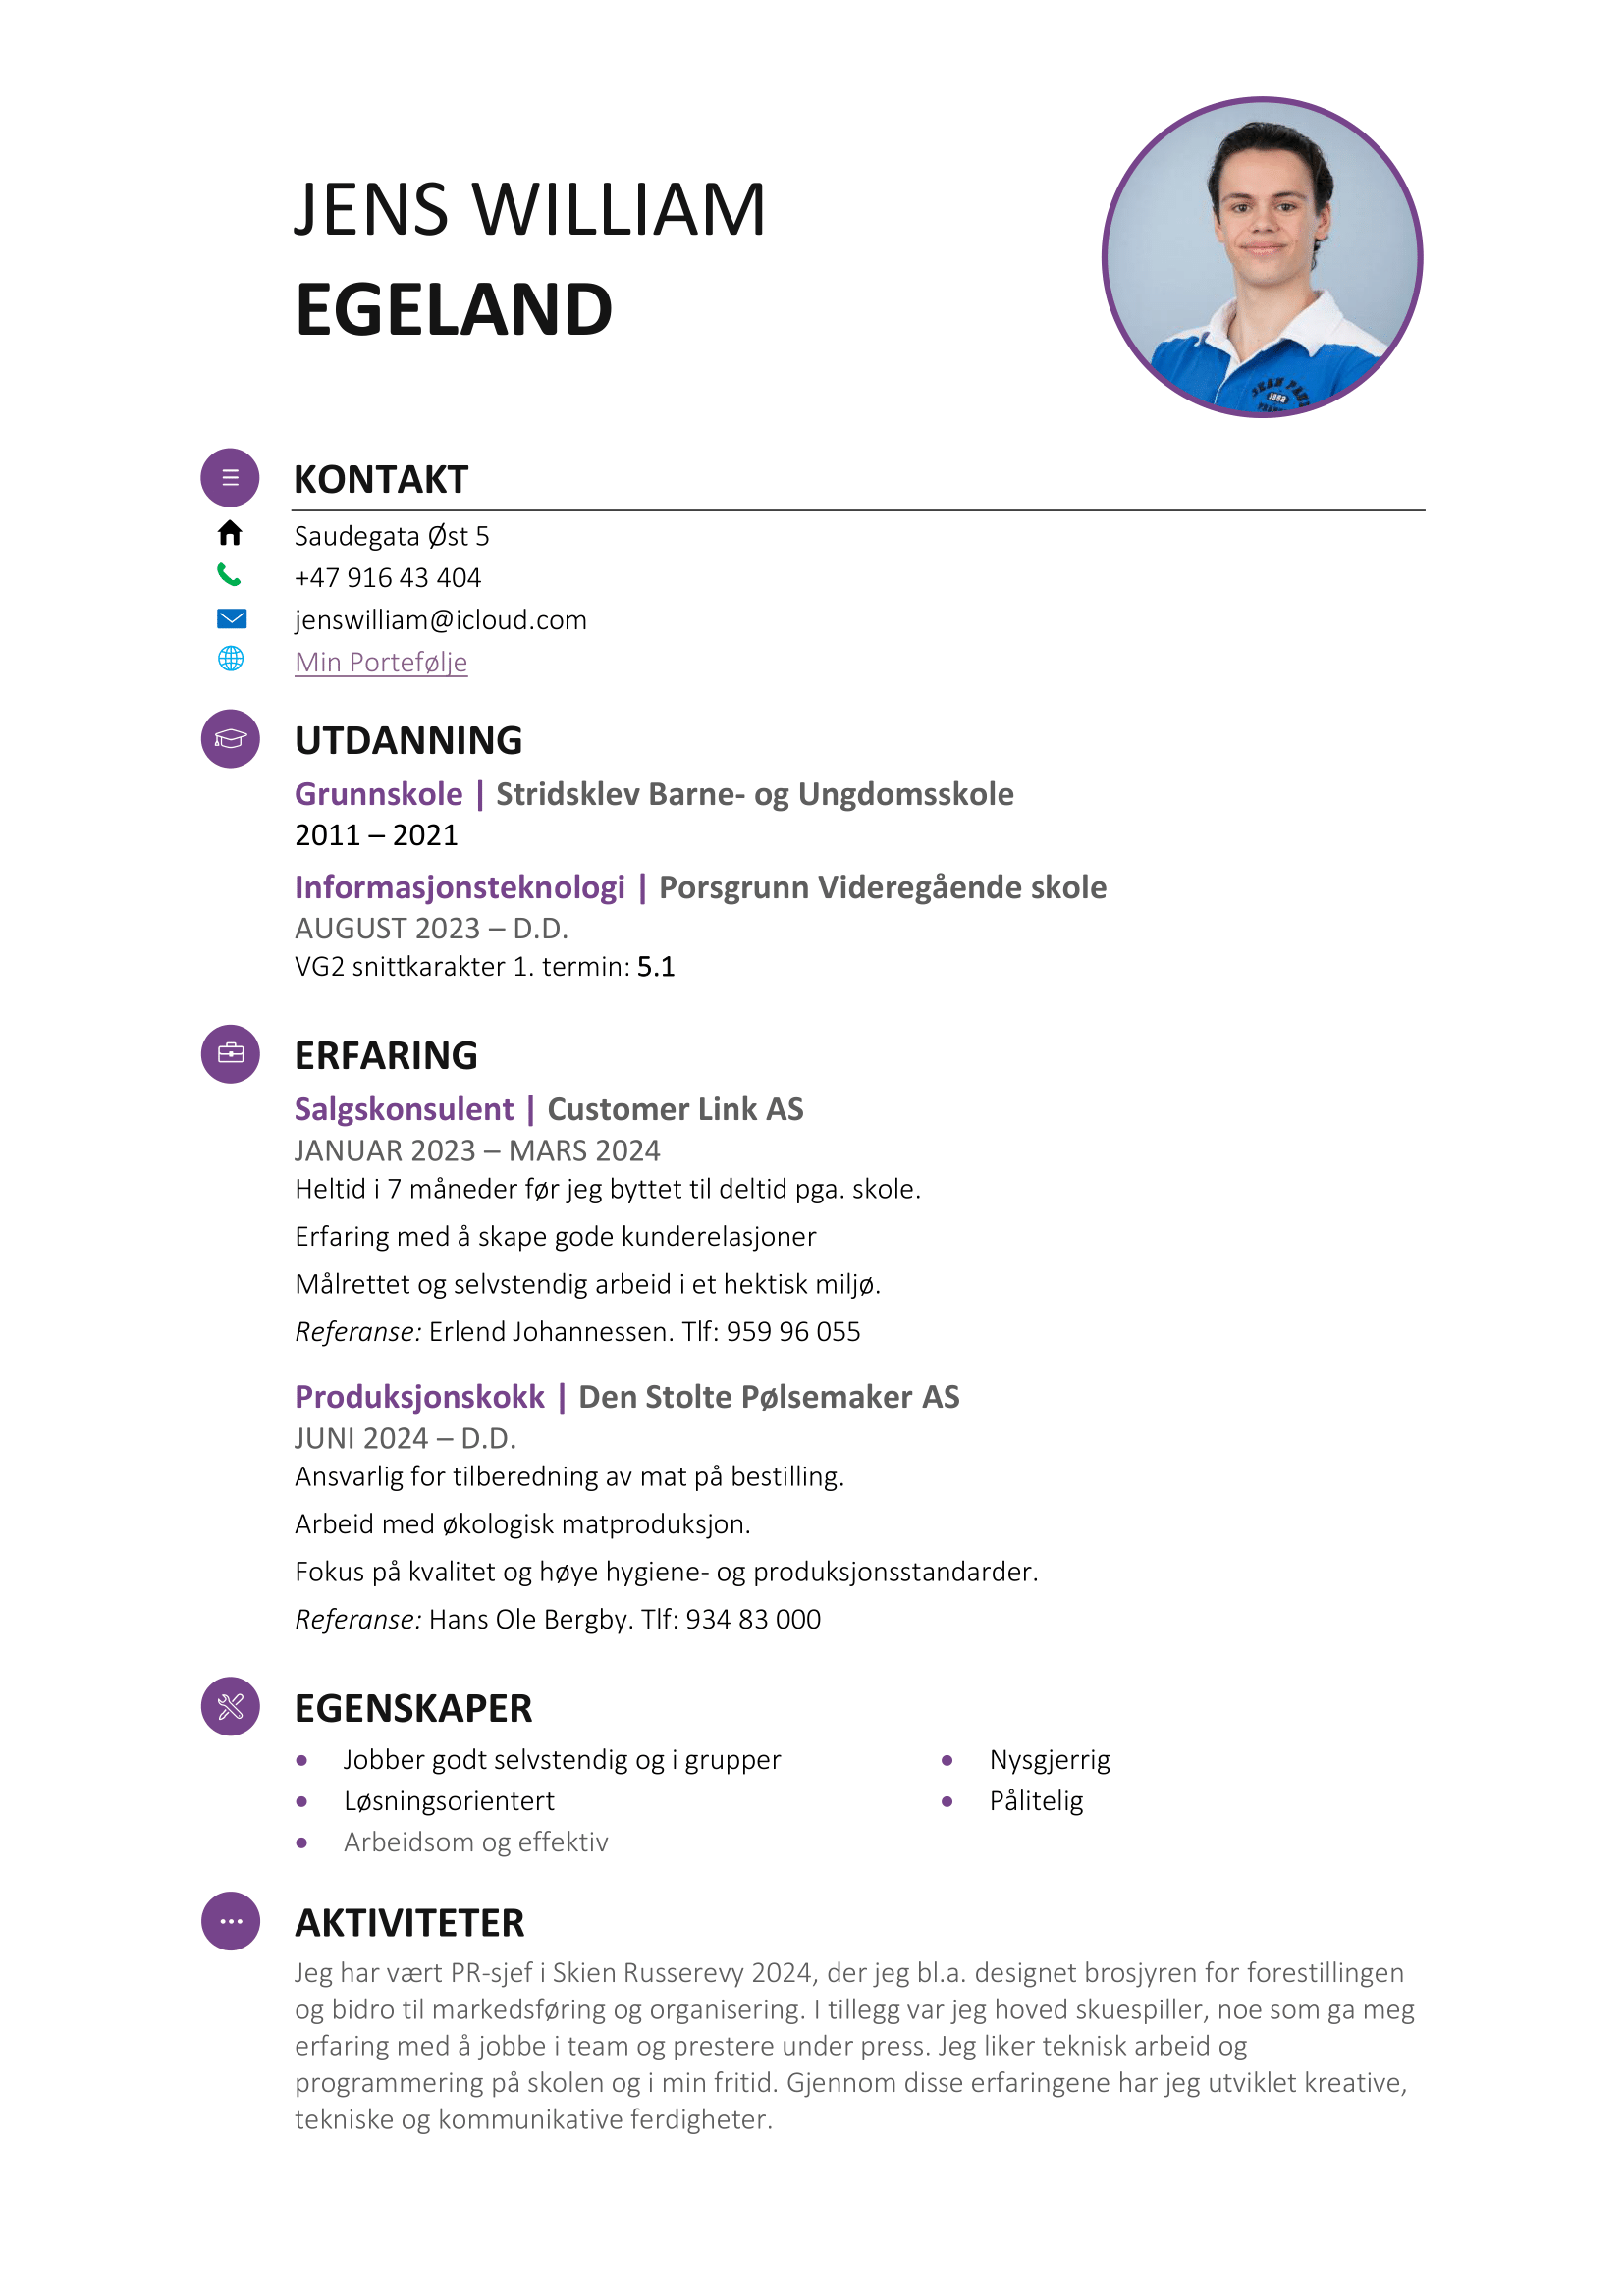 JENS WILLIAM
EGELAND
KONTAKT
Saudegata Øst 5
+47 916 43 404
jenswilliam@icloud.com
Min Portefølje
UTDANNING
Grunnskole | Stridsklev Barne- og Ungdomsskole
2011 – 2021
Informasjonsteknologi | Porsgrunn Videregående skole
AUGUST 2023 – D.D.
VG2 snittkarakter 1. termin: 5.1
ERFARING
Salgskonsulent | Customer Link AS
JANUAR 2023 – MARS 2024
Heltid i 7 måneder før jeg byttet til deltid pga. skole.
Erfaring med å skape gode kunderelasjoner
Målrettet og selvstendig arbeid i et hektisk miljø.
Referanse: Erlend Johannessen. Tlf: 959 96 055
Produksjonskokk | Den Stolte Pølsemaker AS
JUNI 2024 – D.D.
Ansvarlig for tilberedning av mat på bestilling.
Arbeid med økologisk matproduksjon.
Fokus på kvalitet og høye hygiene- og produksjonsstandarder.
Referanse: Hans Ole Bergby. Tlf: 934 83 000
EGENSKAPER
• Jobber godt selvstendig og i grupper
• Løsningsorientert
• Arbeidsom og effektiv
• Nysgjerrig
• Pålitelig
AKTIVITETER
Jeg har vært PR-sjef i Skien Russerevy 2024, der jeg bl.a. designet brosjyren for forestillingen
og bidro til markedsføring og organisering. I tillegg var jeg hoved skuespiller, noe som ga meg
erfaring med å jobbe i team og prestere under press. Jeg liker teknisk arbeid og
programmering på skolen og i min fritid. Gjennom disse erfaringene har jeg utviklet kreative,
tekniske og kommunikative ferdigheter.